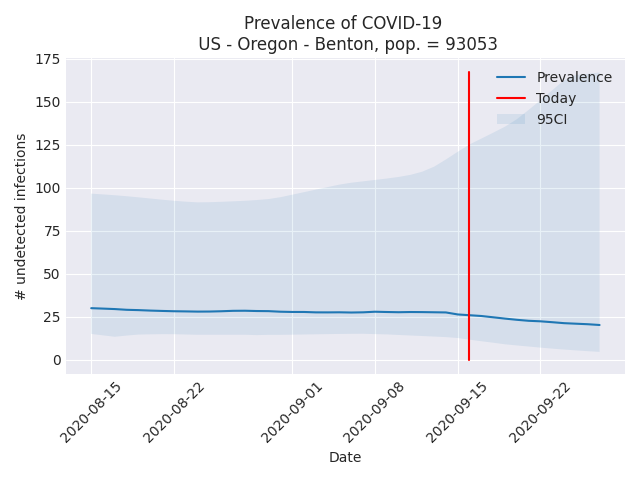 Prevalence of COVID-19
US - Oregon - Benton, pop. = 93053
175
150
125
100
75
50
25
0
# undetected infections
Prevalence
Today
95CI
2020-08-15
2020-08-22
2020-09-01
2020-09-08
2020-09-15
2020-09-22
Date